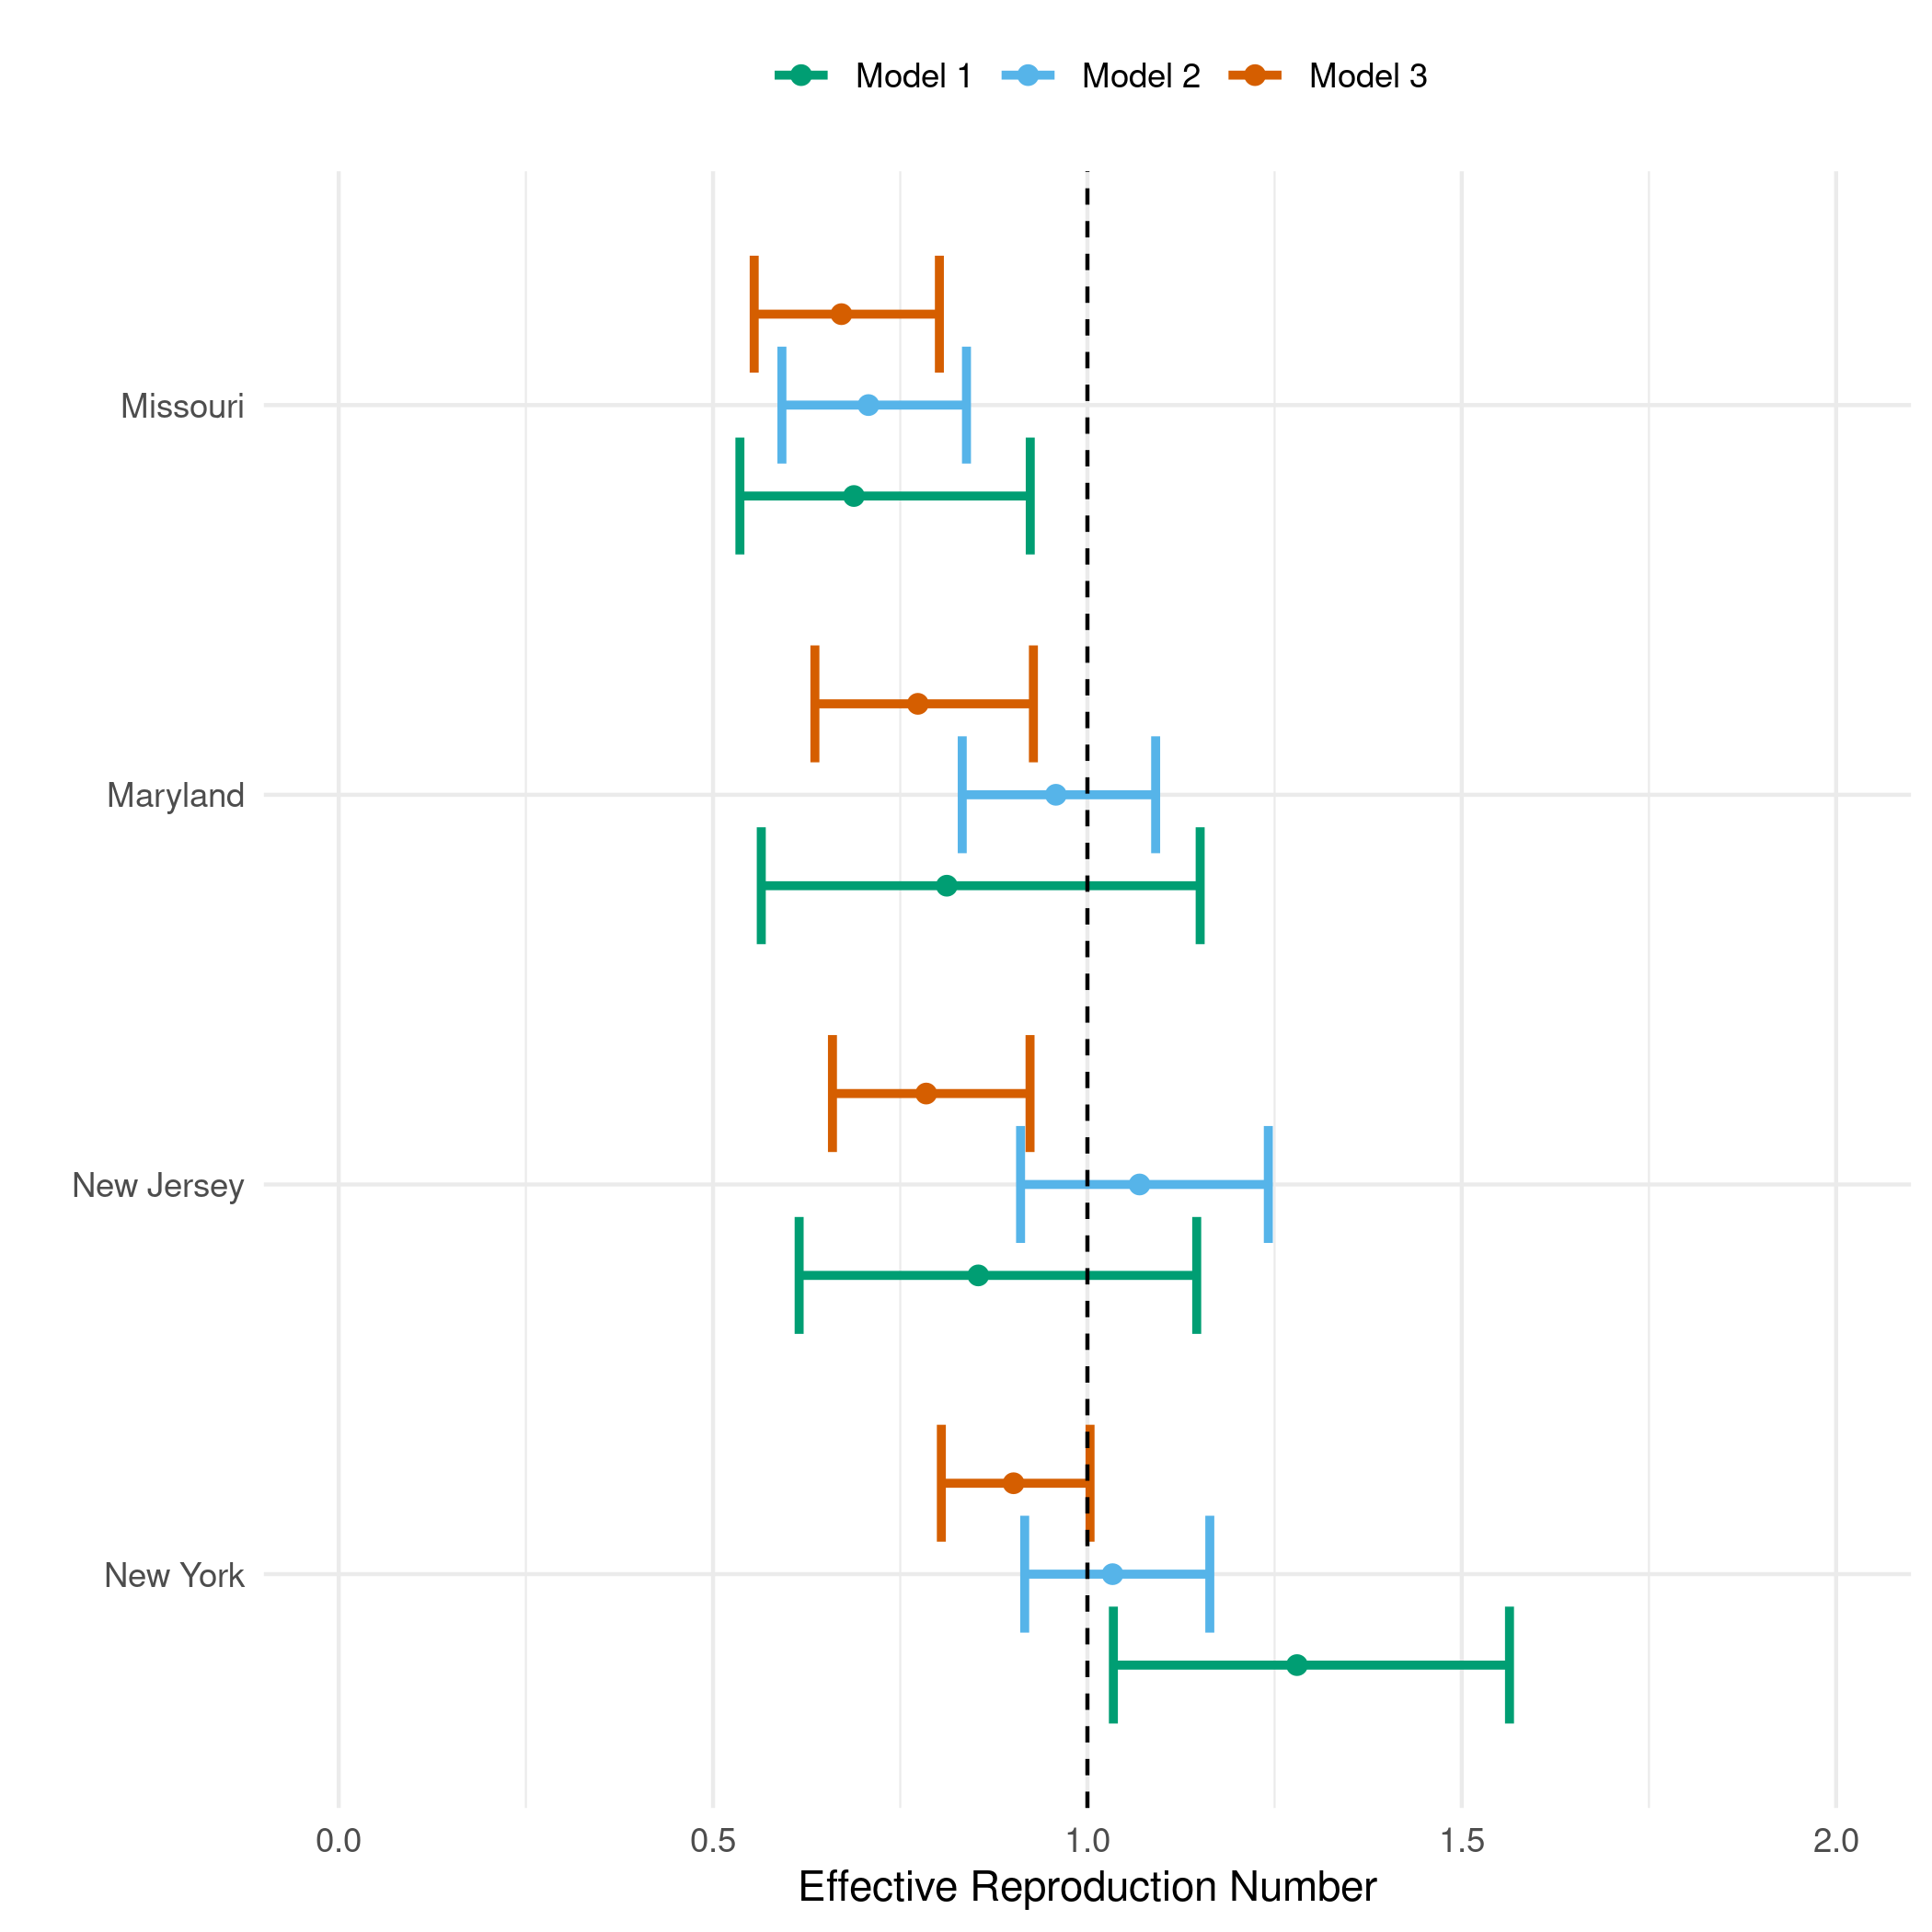 Model 1 Model 2 Model 3
Missouri
Maryland
New Jersey
New York
0.0 0.5 1.0 1.5 2.0
Effective Reproduction Number